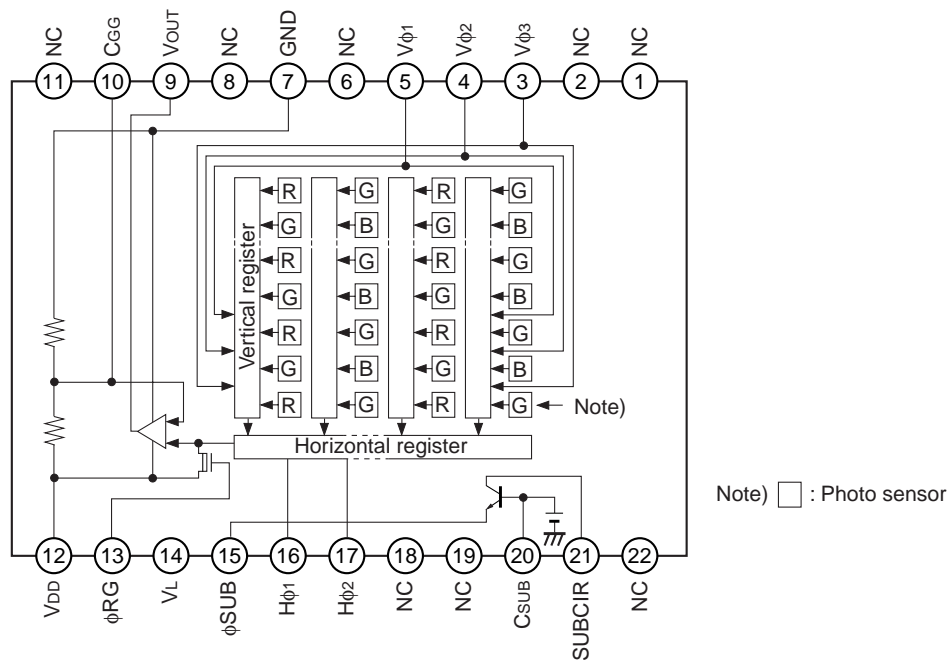 NC CGG VOUT NC GND NC Vϕ1 Vϕ2 Vϕ3 NC NC
11 10 9 8 7 6 5 4 3 2 1
R G R G
G B G B
R G R G
G B G B
R G R G
G B G B
R G R G
Vertical register
Note)
Horizontal register
Note) : Photo sensor
12 13 14 15 16 17 18 19 20 21 22
VDD ϕRG VL ϕSUB Hϕ1 Hϕ2 NC NC CSUB SUBCIR NC